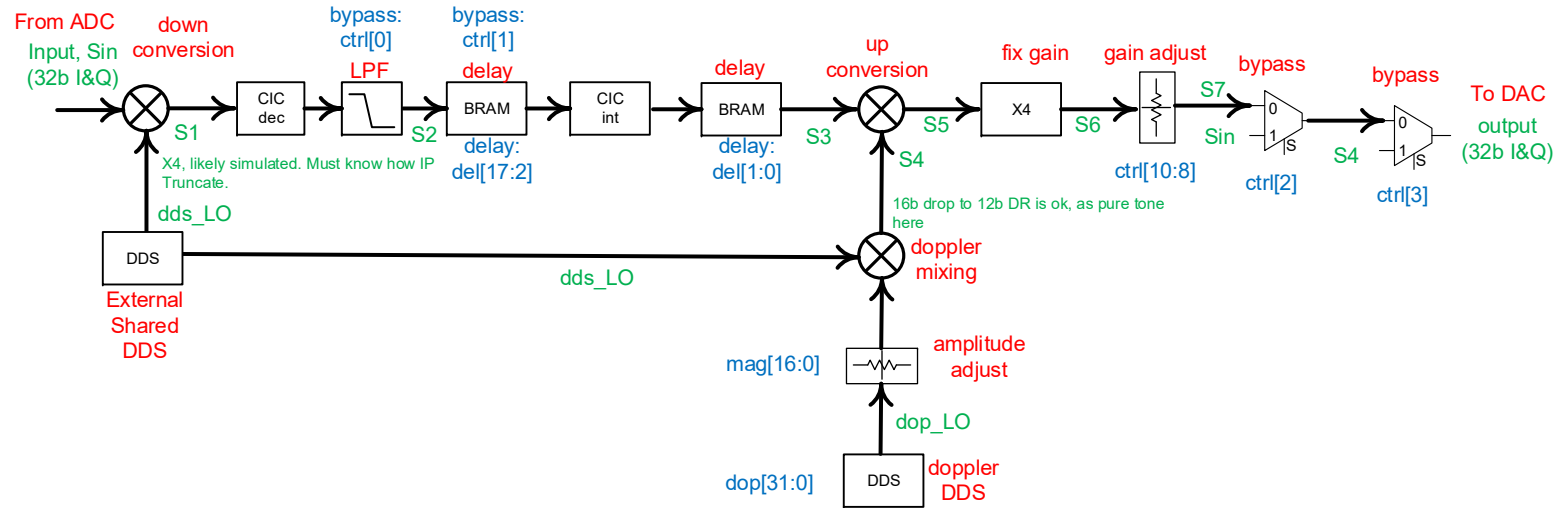 From ADC
Input, Sin
(32b I&Q)
down
conversion
bypass:
ctrl[0]
LPF
bypass:
ctrl[1]
delay
BRAM
delay:
del[17:2]
CIC
dec
S1
S2
CIC
int
delay
BRAM
delay:
del[1:0]
S3
up
conversion
S5
S4
fix gain
X4
S6
gain adjust
ctrl[10:8]
S7
Sin
bypass
0
1
S
ctrl[2]
S4
bypass
0
1
S
ctrl[3]
To DAC
output
(32b I&Q)
X4, likely simulated. Must know how IP
Truncate.
dds_LO
DDS
External
Shared
DDS
dds_LO
16b drop to 12b DR is ok, as pure tone
here
doppler
mixing
mag[16:0]
amplitude
adjust
dop_LO
dop[31:0]
DDS
doppler
DDS